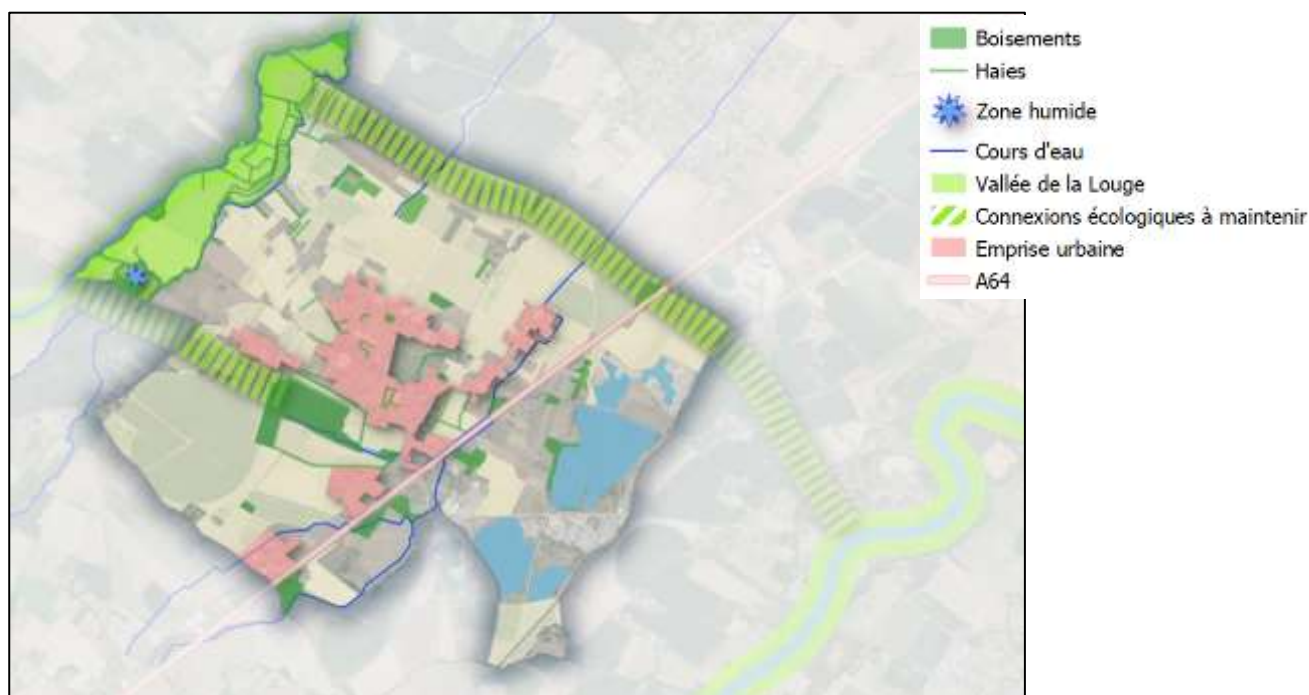 Boisements
Haies
Zone humide
Cours d'eau
Vallée de la Louge
Connexions écologiques à maintenir
Emprise urbaine
A64